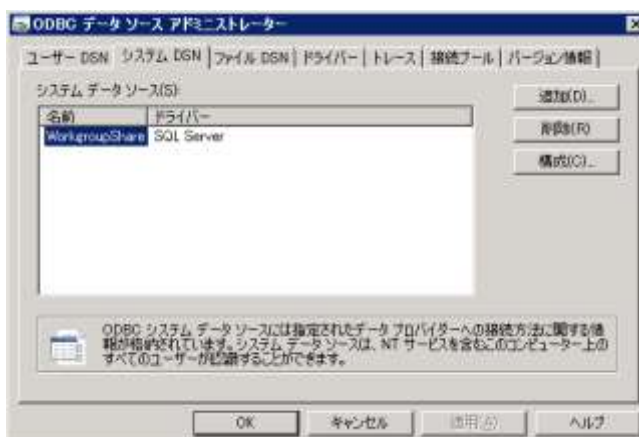 ODBC データ ソース アドミニストレーター
ユーザー DSN システム DSN ファイル DSN ドライバー トレース 接続プール バージョン情報
システム データ ソース(S):
名前 ドライバー
WorkgroupShare SQL Server
追加(D)...
削除(R)
構成(C)...
ODBC システム データ ソースには指定されたデータ プロバイダーへの接続方法に関する情
報が格納されています。システム データ ソースは、NT サービスを含むこのコンピューター上の
すべてのユーザーが認識することができます。
OK キャンセル 適用(A) ヘルプ